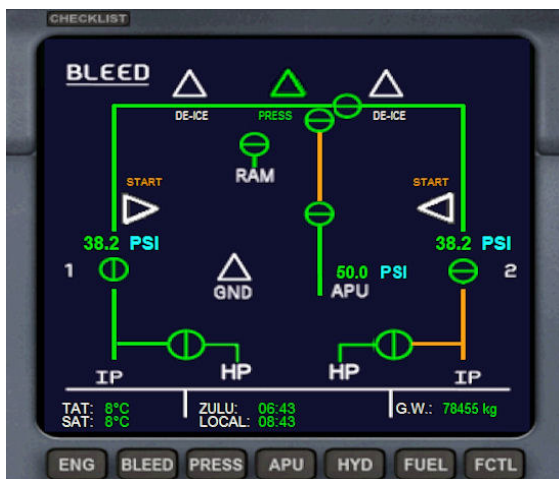 CHECKLIST
BLEED
DE-ICE PRESS DE-ICE
RAM
START START
38.2 PSI 38.2 PSI
1 2
50.0 PSI
GND APU
HP HP
IP IP
TAT: 8°C ZULU: 06:43 G.W.: 78455 kg
SAT: 8°C LOCAL: 08:43
ENG BLEED PRESS APU HYD FUEL FCTL